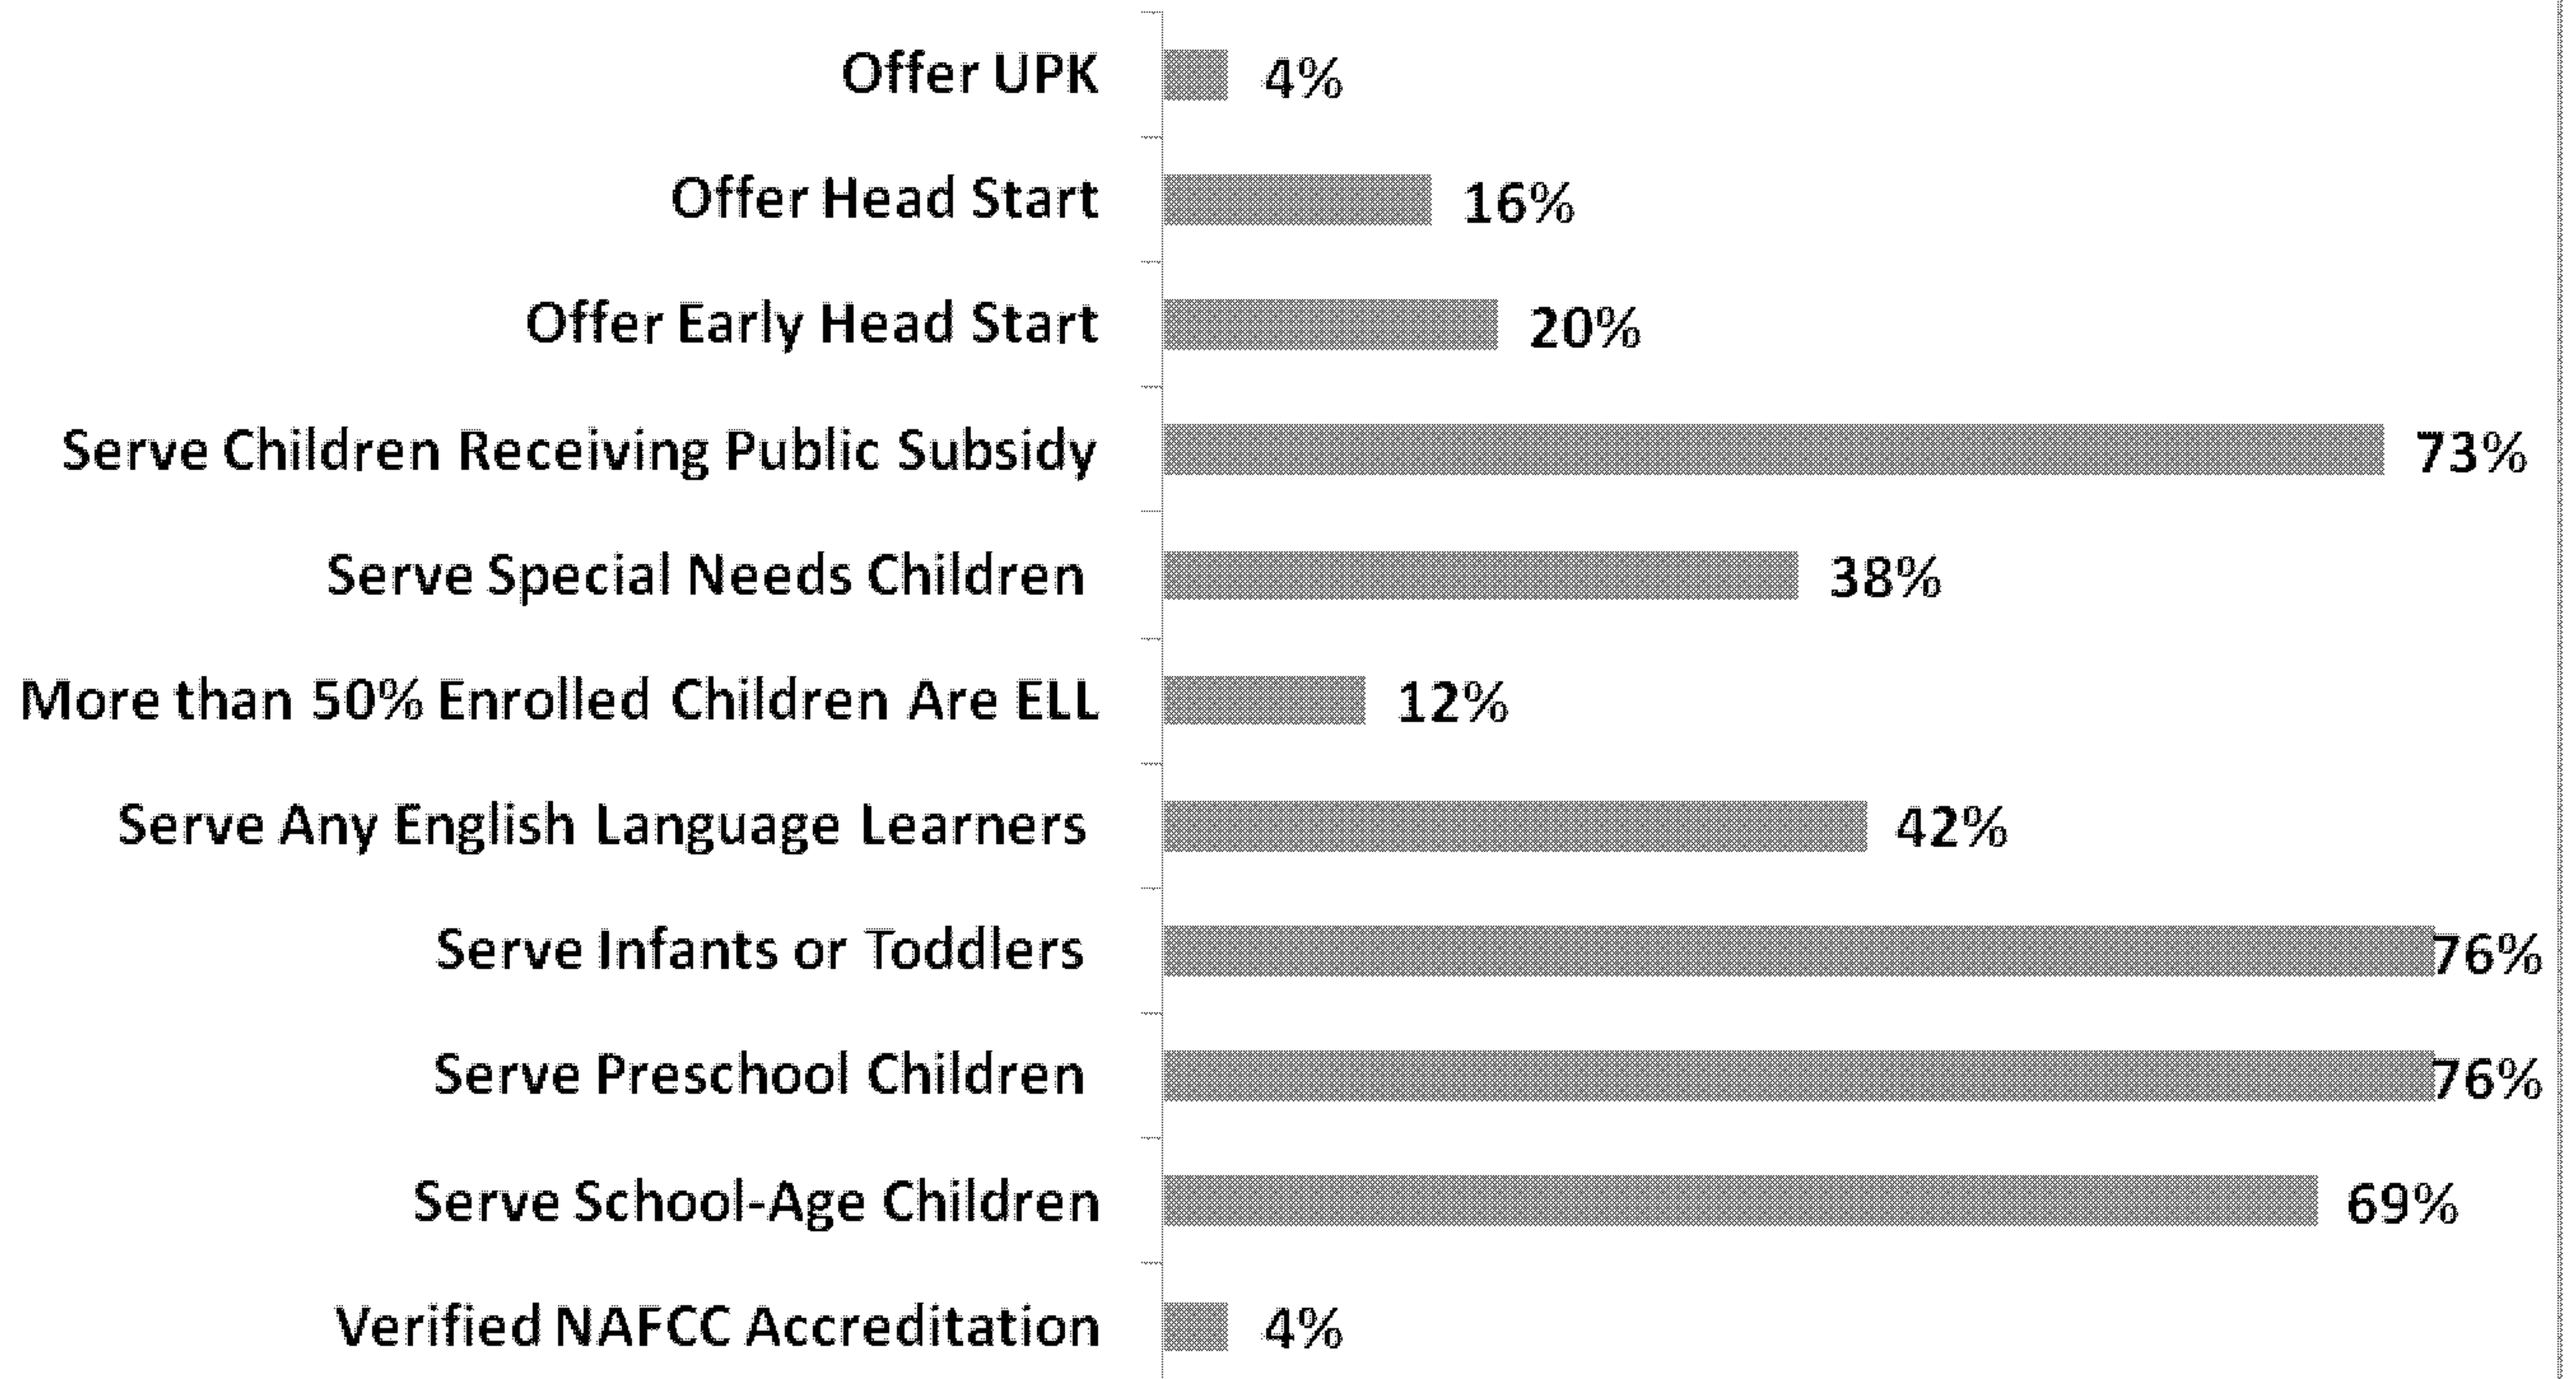 Offer UPK 4%
Offer Head Start 16%
Offer Early Head Start 20%
Serve Children Receiving Public Subsidy 73%
Serve Special Needs Children 38%
More than 50% Enrolled Children Are ELL 12%
Serve Any English Language Learners 42%
Serve Infants or Toddlers 76%
Serve Preschool Children 76%
Serve School-Age Children 69%
Verified NAFCC Accreditation 4%